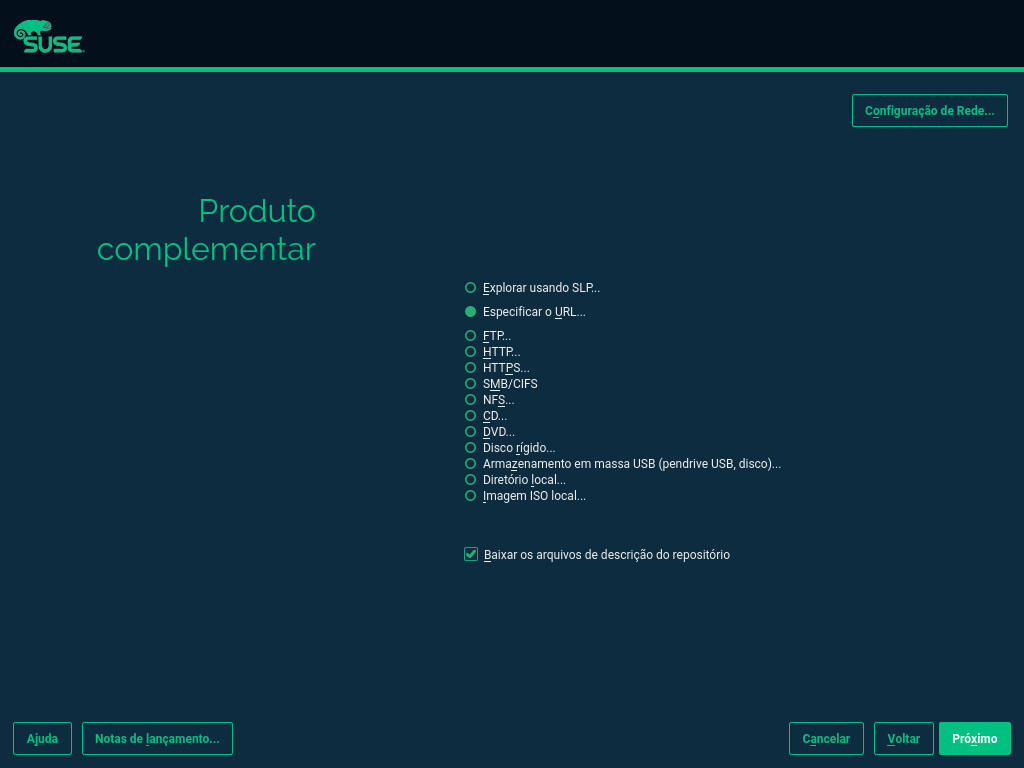 SUSE
Configuração de Rede...
Produto
complementar
Explorar usando SLP...
Especificar o URL...
FTP...
HTTP...
HTTPS...
SMB/CIFS
NFS...
CD...
DVD...
Disco rígido...
Armazenamento em massa USB (pendrive USB, disco)...
Diretório local...
Imagem ISO local...
Baixar os arquivos de descrição do repositório
Ajuda
Notas de lançamento...
Cancelar
Voltar
Próximo